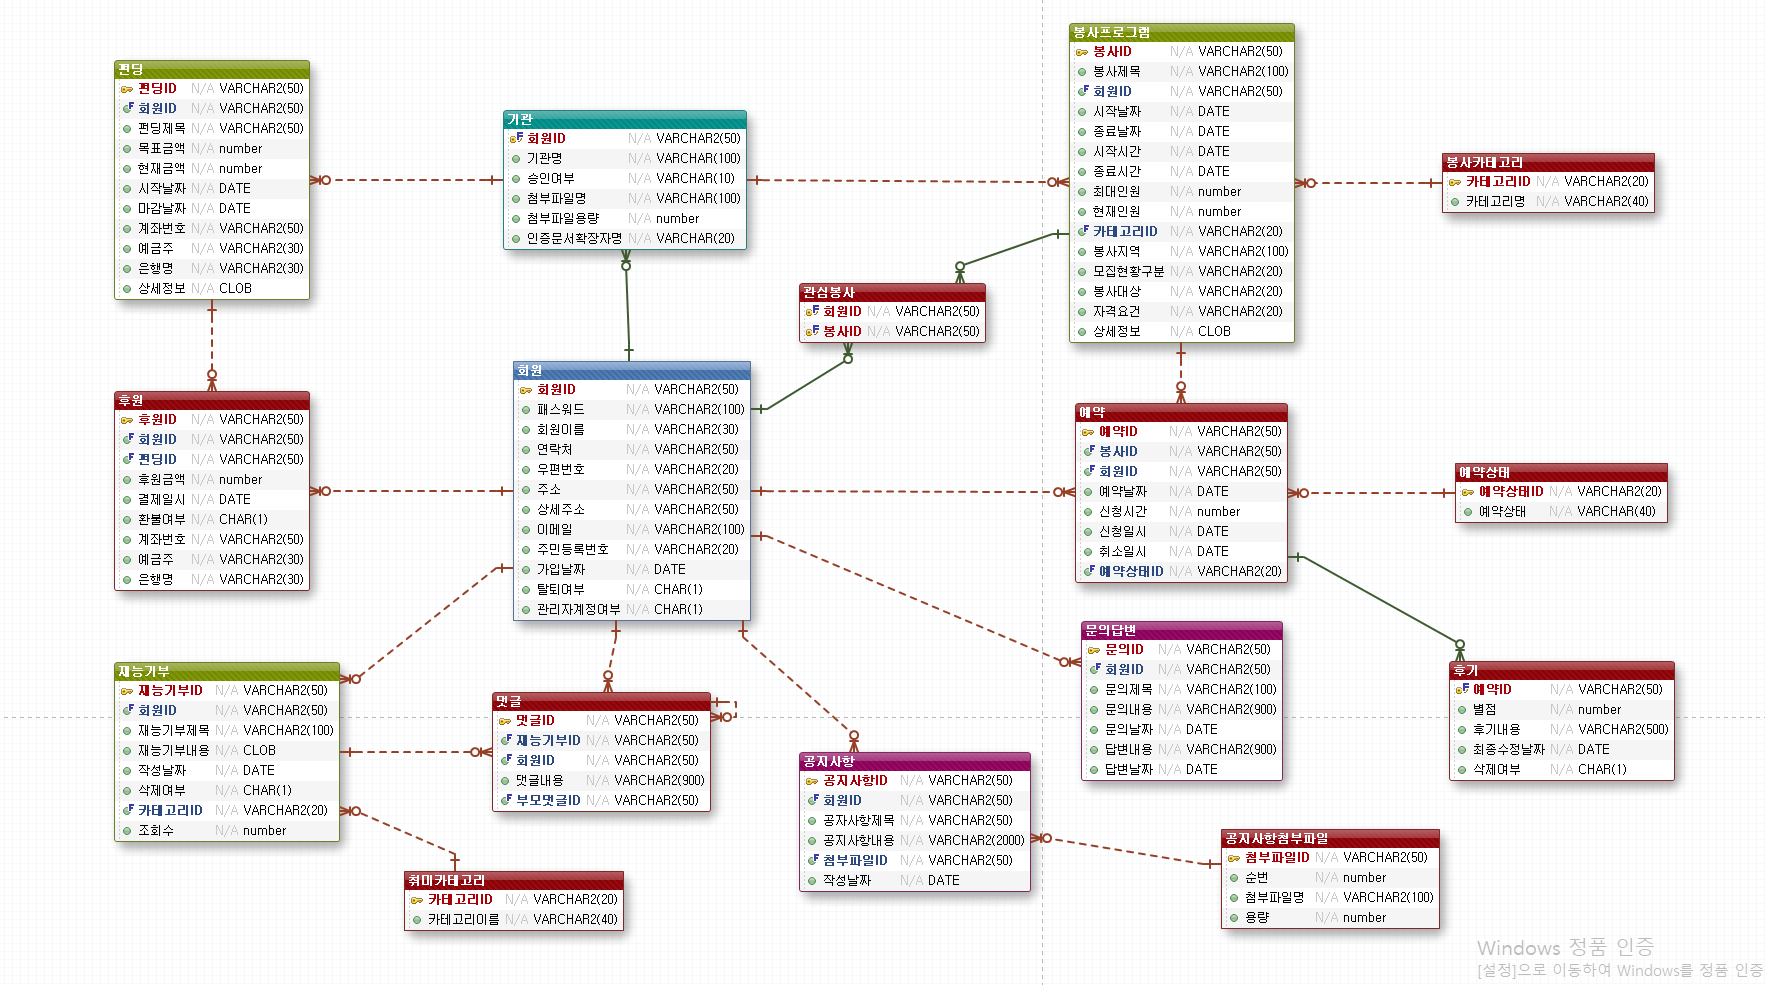 펀딩
펀딩ID N/A VARCHAR2(50)
회원ID N/A VARCHAR2(50)
펀딩제목 N/A VARCHAR2(50)
목표금액 N/A number
현재금액 N/A number
시작날짜 N/A DATE
마감날짜 N/A DATE
계좌번호 N/A VARCHAR2(50)
예금주 N/A VARCHAR2(30)
은행명 N/A VARCHAR2(30)
상세정보 N/A CLOB
기관
회원ID N/A VARCHAR2(50)
기관명 N/A VARCHAR(100)
승인여부 N/A VARCHAR(10)
첨부파일명 N/A VARCHAR(100)
첨부파일용량 N/A number
인증문서확장자명 N/A VARCHAR(20)
봉사프로그램
봉사ID N/A VARCHAR2(50)
봉사제목 N/A VARCHAR2(100)
회원ID N/A VARCHAR2(50)
시작날짜 N/A DATE
종료날짜 N/A DATE
시작시간 N/A DATE
종료시간 N/A DATE
최대인원 N/A number
현재인원 N/A number
카테고리ID N/A VARCHAR2(20)
봉사지역 N/A VARCHAR2(100)
모집현황구분 N/A VARCHAR2(20)
봉사대상 N/A VARCHAR2(20)
자격요건 N/A VARCHAR2(20)
상세정보 N/A CLOB
봉사카테고리
카테고리ID N/A VARCHAR2(20)
카테고리명 N/A VARCHAR2(40)
관심봉사
회원ID N/A VARCHAR2(50)
봉사ID N/A VARCHAR2(50)
후원
후원ID N/A VARCHAR2(50)
회원ID N/A VARCHAR2(50)
펀딩ID N/A VARCHAR2(50)
후원금액 N/A number
결제일시 N/A DATE
환불여부 N/A CHAR(1)
계좌번호 N/A VARCHAR2(50)
예금주 N/A VARCHAR2(30)
은행명 N/A VARCHAR2(30)
회원
회원ID N/A VARCHAR2(50)
패스워드 N/A VARCHAR2(100)
회원이름 N/A VARCHAR2(30)
연락처 N/A VARCHAR2(50)
우편번호 N/A VARCHAR2(20)
주소 N/A VARCHAR2(50)
상세주소 N/A VARCHAR2(50)
이메일 N/A VARCHAR2(100)
주민등록번호 N/A VARCHAR2(20)
가입날짜 N/A DATE
탈퇴여부 N/A CHAR(1)
관리자계정여부 N/A CHAR(1)
예약
예약ID N/A VARCHAR2(50)
봉사ID N/A VARCHAR2(50)
회원ID N/A VARCHAR2(50)
예약날짜 N/A DATE
신청시간 N/A number
신청일시 N/A DATE
취소일시 N/A DATE
예약상태ID N/A VARCHAR2(20)
예약상태
예약상태ID N/A VARCHAR2(20)
예약상태 N/A VARCHAR(40)
문의답변
문의ID N/A VARCHAR2(50)
회원ID N/A VARCHAR2(50)
문의제목 N/A VARCHAR2(100)
문의내용 N/A VARCHAR2(900)
문의날짜 N/A DATE
답변내용 N/A VARCHAR2(900)
답변날짜 N/A DATE
후기
예약ID N/A VARCHAR2(50)
별점 N/A number
후기내용 N/A VARCHAR2(500)
최종수정날짜 N/A DATE
삭제여부 N/A CHAR(1)
재능기부
재능기부ID N/A VARCHAR2(50)
회원ID N/A VARCHAR2(50)
재능기부제목 N/A VARCHAR2(100)
재능기부내용 N/A CLOB
작성날짜 N/A DATE
삭제여부 N/A CHAR(1)
카테고리ID N/A VARCHAR2(20)
조회수 N/A number
댓글
댓글ID N/A VARCHAR2(50)
재능기부ID N/A VARCHAR2(50)
회원ID N/A VARCHAR2(50)
댓글내용 N/A VARCHAR2(900)
부모댓글ID N/A VARCHAR2(50)
공지사항
공지사항ID N/A VARCHAR2(50)
회원ID N/A VARCHAR2(50)
공자사항제목 N/A VARCHAR2(50)
공지사항내용 N/A VARCHAR2(2000)
첨부파일ID N/A VARCHAR2(50)
작성날짜 N/A DATE
공지사항첨부파일
첨부파일ID N/A VARCHAR2(50)
순번 N/A number
첨부파일명 N/A VARCHAR2(100)
용량 N/A number
취미카테고리
카테고리ID N/A VARCHAR2(20)
카테고리이름 N/A VARCHAR2(40)
Windows 정품 인증
[설정]으로 이동하여 Windows를 정품 인증